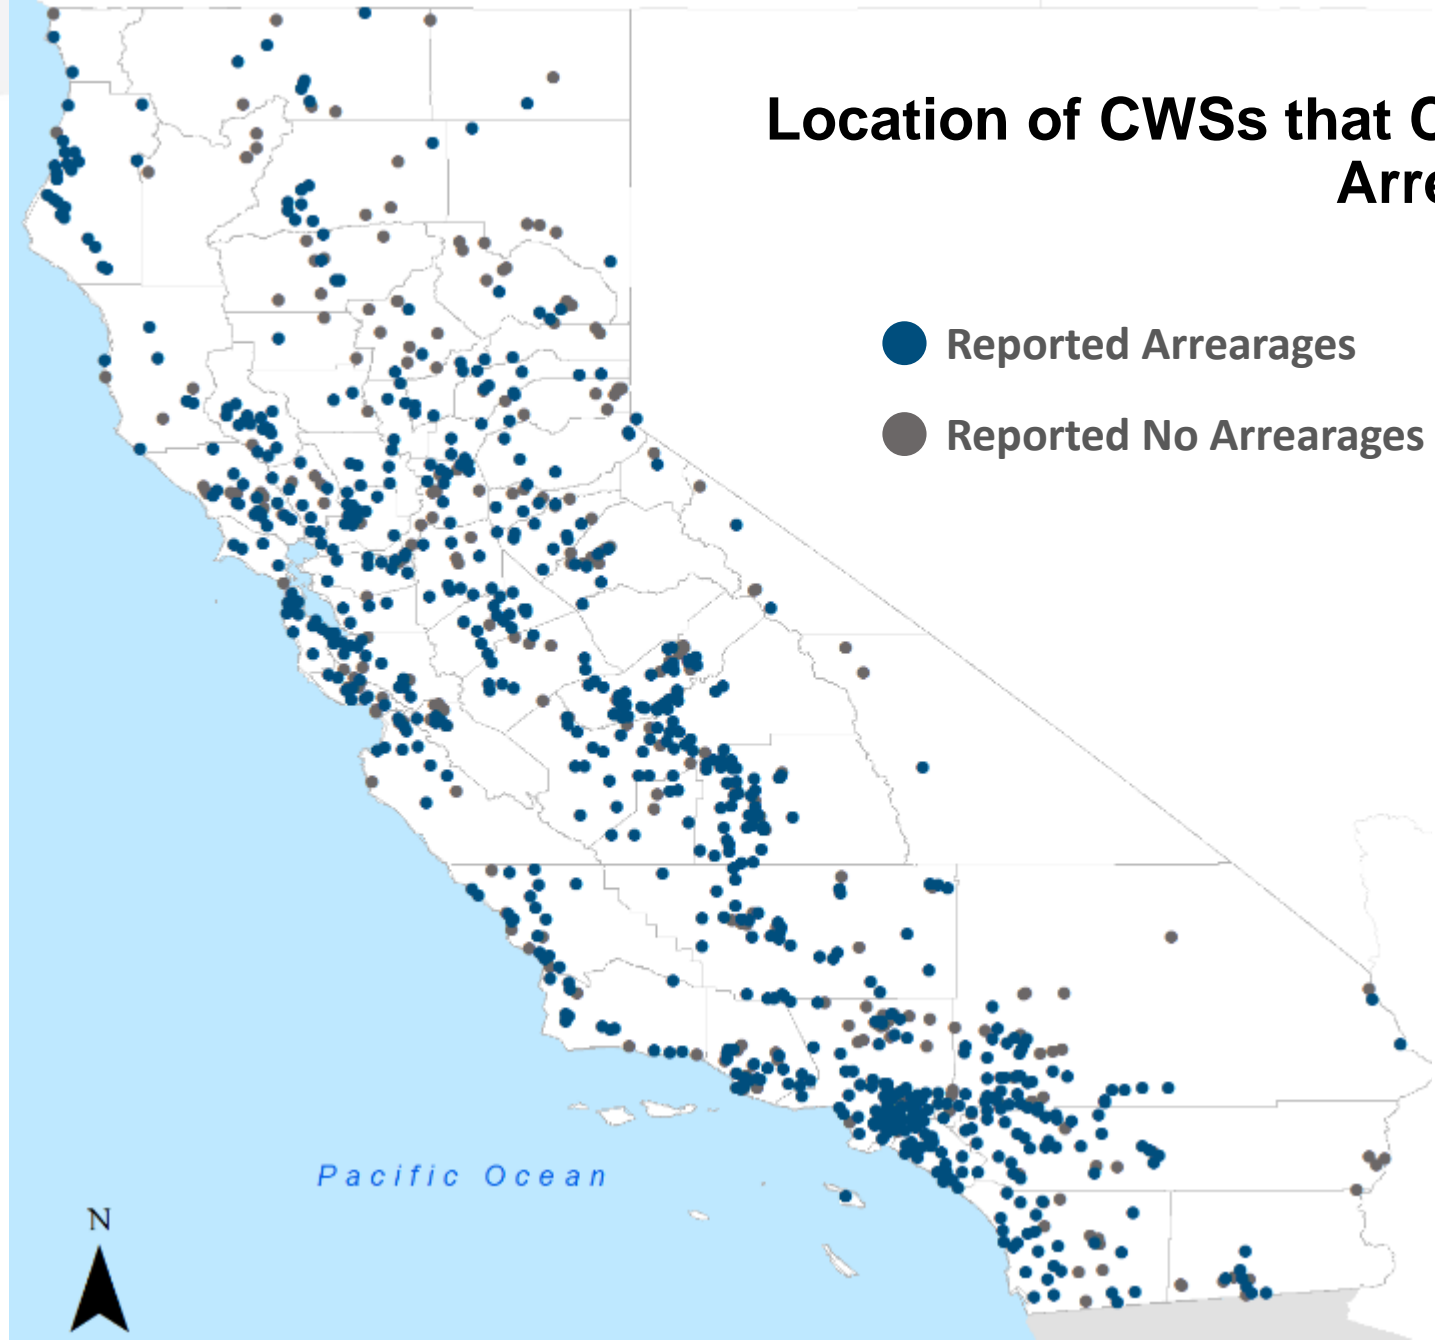 Location of CWSs that
Reported Arrearages
Reported No Arrearages
Pacific Ocean
N